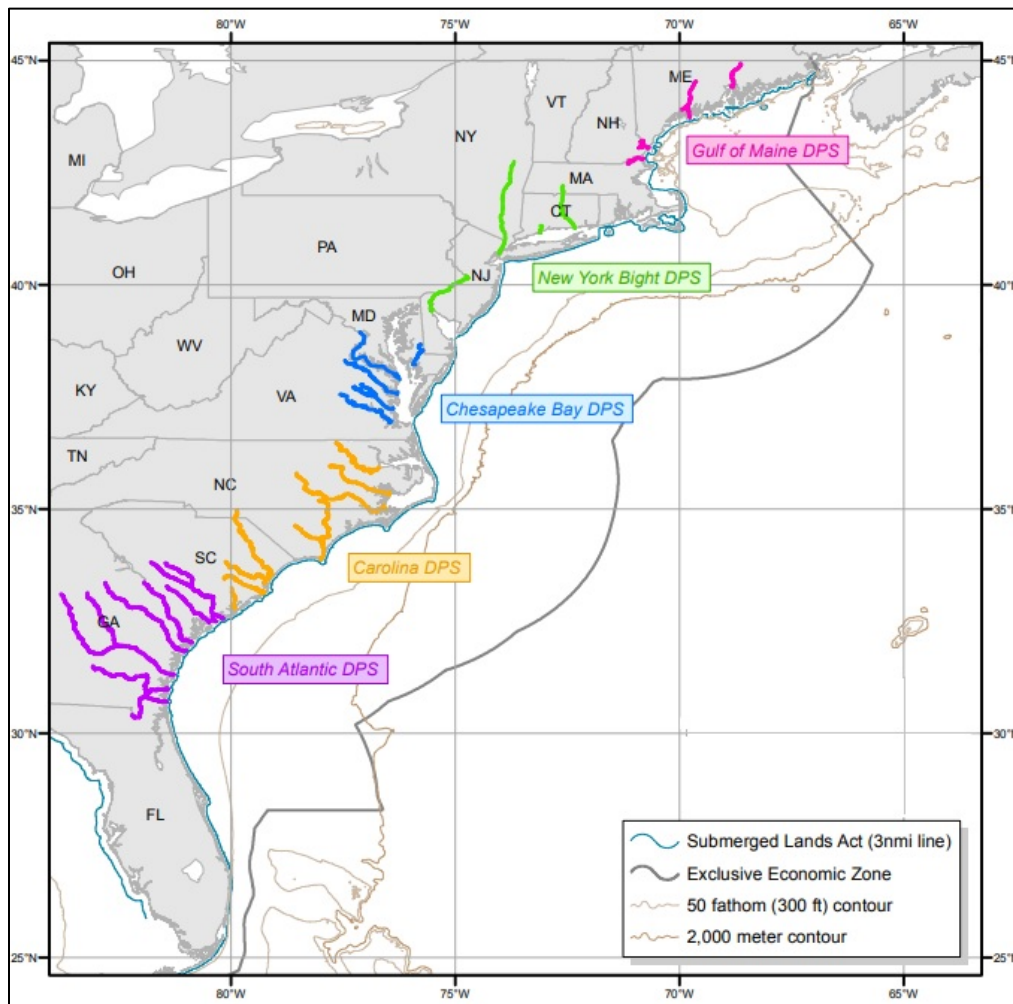 80°W 75°W 70°W 65°W
45°N 45°N
ME
VT
NH
NY
MI
Gulf of Maine DPS
MA
CT
PA
OH
NJ
New York Bight DPS
40°N 40°N
MD
WV
KY
VA
Chesapeake Bay DPS
TN
NC
35°N 35°N
SC
Carolina DPS
GA
South Atlantic DPS
30°N 30°N
FL
Submerged Lands Act (3nmi line)
Exclusive Economic Zone
50 fathom (300 ft) contour
2,000 meter contour
25°N 25°N
80°W 75°W 70°W 65°W